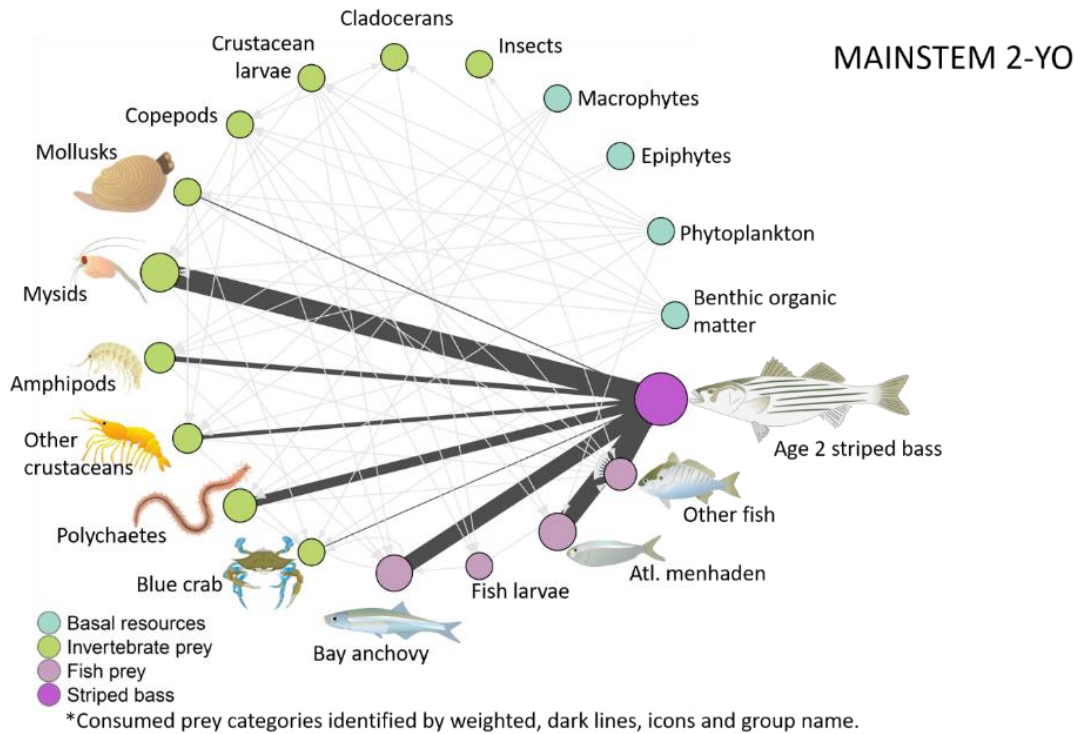 MAINSTEM 2-YO
Cladocerans
Insects
Crustacean
larvae
Macrophytes
Copepods
Epiphytes
Mollusks
Phytoplankton
Mysids
Benthic organic
matter
Amphipods
Age 2 striped bass
Other
crustaceans
Other fish
Polychaetes
Atl. menhaden
Blue crab
Fish larvae
Bay anchovy
Basal resources
Invertebrate prey
Fish prey
Striped bass
*Consumed prey categories identified by weighted, dark lines, icons and group name.